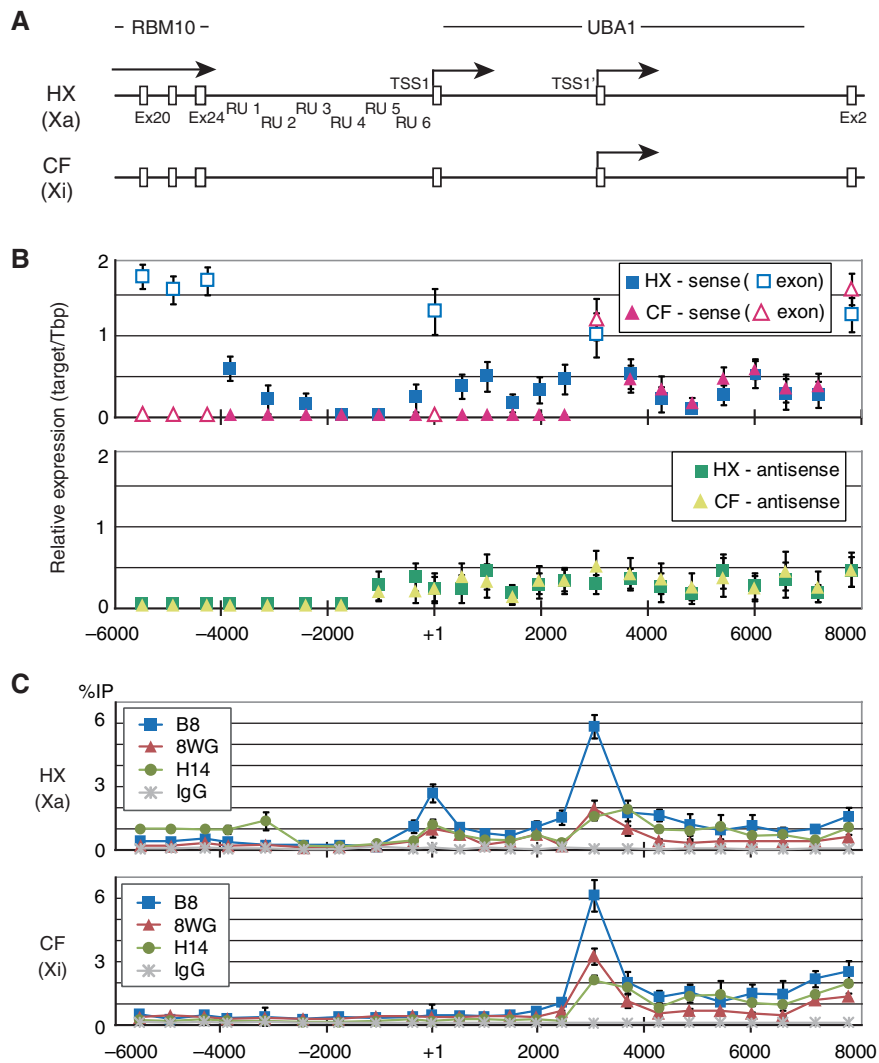 A
RBM10
UBA1
HX
(Xa)
TSS1
TSS1'
Ex20
Ex24
RU 1
RU 2
RU 3
RU 4
RU 5
RU 6
Ex2
CF
(Xi)
B
Relative expression (target/Tbp)
2
1
0
HX - sense ( exon)
CF - sense ( exon)
2
1
0
HX - antisense
CF - antisense
−6000 −4000 −2000 +1 2000 4000 6000 8000
C
%IP
HX
(Xa)
6
3
0
B8
8WG
H14
IgG
CF
(Xi)
6
3
0
B8
8WG
H14
IgG
−6000 −4000 −2000 +1 2000 4000 6000 8000